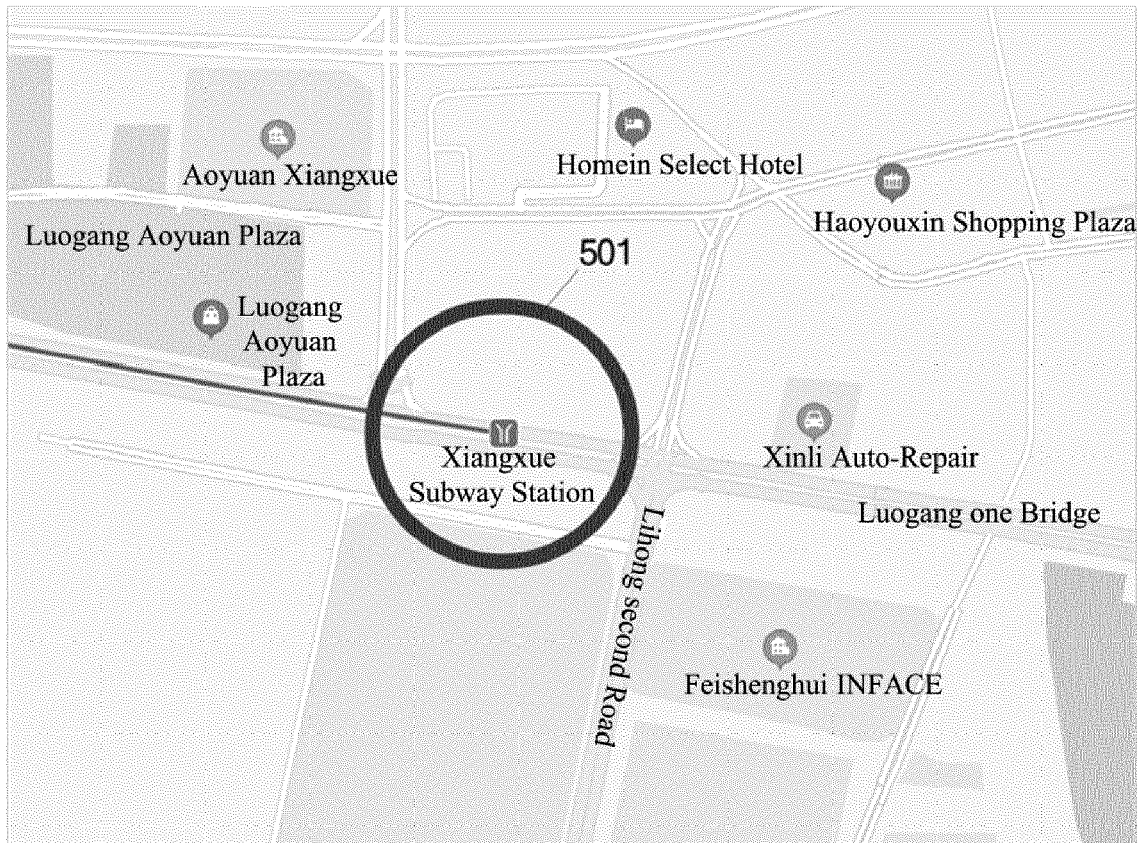 Homein Select Hotel
Aoyuan Xiangxue
Haoyouxin Shopping Plaza
Luogang Aoyuan Plaza
501
Luogang
Aoyuan
Plaza
Xiangxue
Subway Station
Xinli Auto-Repair
Luogang one Bridge
Lihong second Road
Feishenghui INFACE